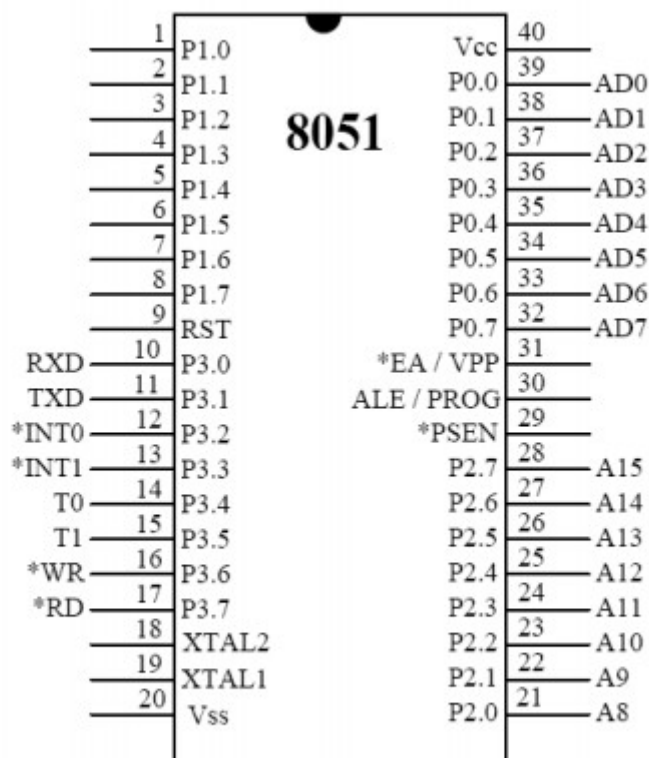 1 P1.0 Vcc 40
2 P1.1 P0.0 39 AD0
3 P1.2 P0.1 38 AD1
8051
4 P1.3 P0.2 37 AD2
5 P1.4 P0.3 36 AD3
6 P1.5 P0.4 35 AD4
7 P1.6 P0.5 34 AD5
8 P1.7 P0.6 33 AD6
9 RST P0.7 32 AD7
RXD 10 P3.0 *EA / VPP 31
TXD 11 P3.1 ALE / PROG 30
*INT0 12 P3.2 *PSEN 29
*INT1 13 P3.3 P2.7 28 A15
T0 14 P3.4 P2.6 27 A14
T1 15 P3.5 P2.5 26 A13
*WR 16 P3.6 P2.4 25 A12
*RD 17 P3.7 P2.3 24 A11
18 XTAL2 P2.2 23 A10
19 XTAL1 P2.1 22 A9
20 Vss P2.0 21 A8